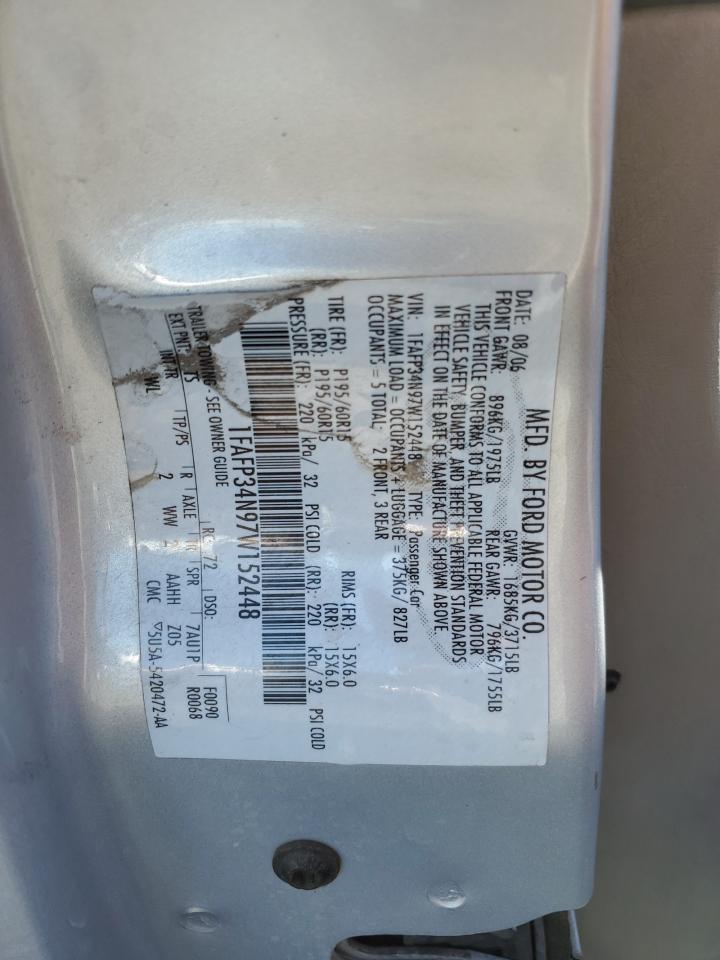 MFD. BY FORD MOTOR CO.
DATE: 08/06 GVWR: 1685KG/3715LB
FRONT GAWR: 896KG/1975LB REAR GAWR: 796KG/1755LB
THIS VEHICLE CONFORMS TO ALL APPLICABLE FEDERAL MOTOR
VEHICLE SAFETY, BUMPER, AND THEFT PREVENTION STANDARDS
IN EFFECT ON THE DATE OF MANUFACTURE SHOWN ABOVE.
VIN: 1FAFP34N97W152448 TYPE: Passenger Car
MAXIMUM LOAD = OCCUPANTS + LUGGAGE = 375KG/ 827LB
OCCUPANTS = 5 TOTAL: 2 FRONT, 3 REAR
TIRE (FR): P195/60R15 RIMS (FR): 15X6.0
(RR): P195/60R15 (RR): 15X6.0
PRESSURE (FR): 220 kPa/ 32 PSI COLD (RR): 220 kPa/ 32 PSI COLD
1FAFP34N97W152448
TRAILER TOWING - SEE OWNER GUIDE 72 DSO: F0090
EXT PNT: YS R0068
INT TR TP/PS R AXLE TR SPR 7AU1P
WL 2 WW AAHH Z05
CMC ▽5U5A-5420472-AA